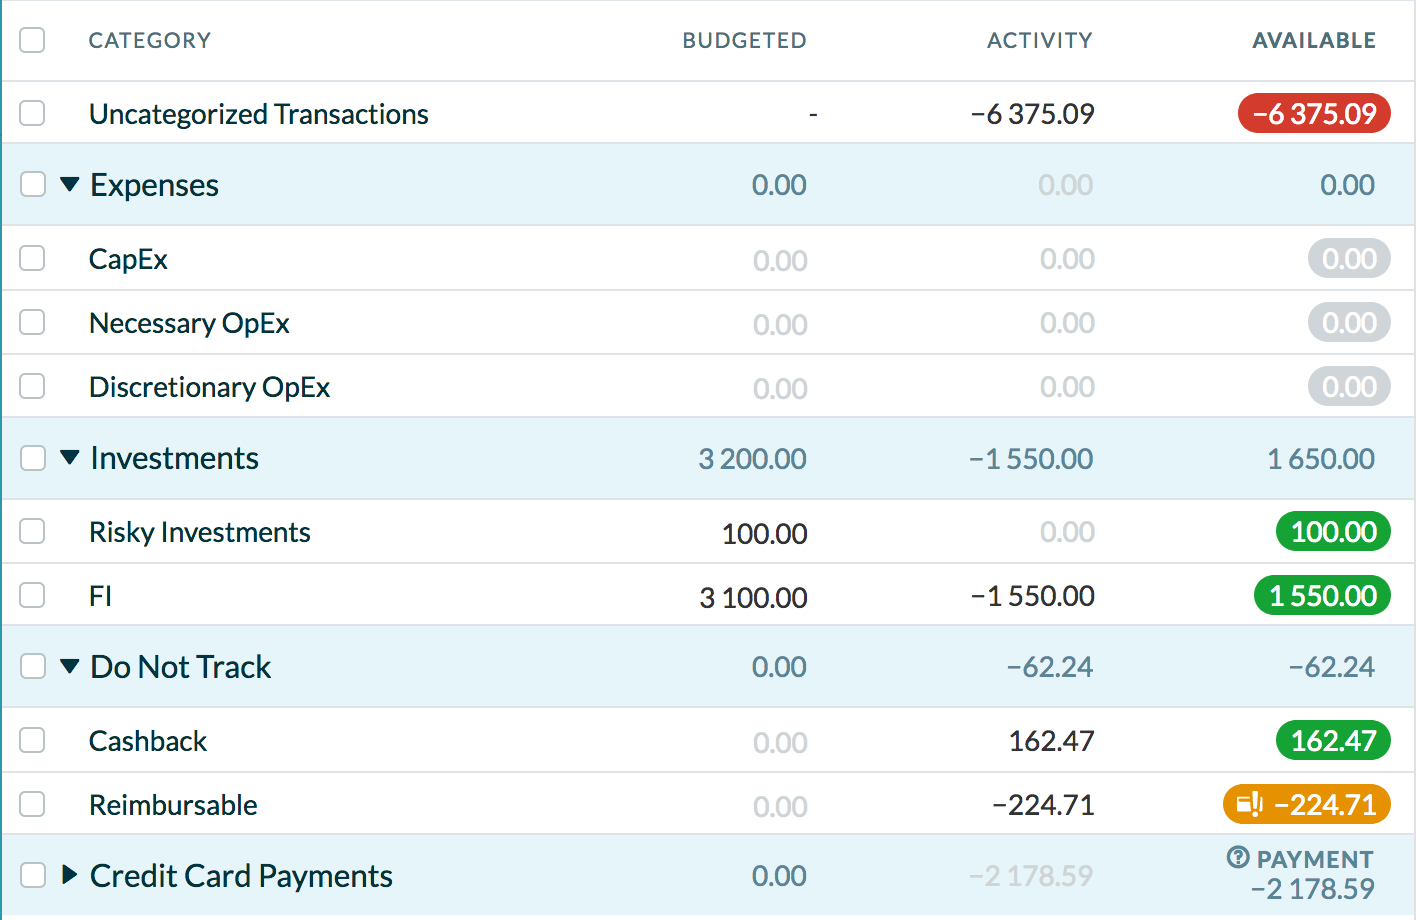 CATEGORY BUDGETED ACTIVITY AVAILABLE
Uncategorized Transactions - −6 375.09 −6 375.09
Expenses 0.00 0.00 0.00
CapEx 0.00 0.00 0.00
Necessary OpEx 0.00 0.00 0.00
Discretionary OpEx 0.00 0.00 0.00
Investments 3 200.00 −1 550.00 1 650.00
Risky Investments 100.00 0.00 100.00
FI 3 100.00 −1 550.00 1 550.00
Do Not Track 0.00 −62.24 −62.24
Cashback 0.00 162.47 162.47
Reimbursable 0.00 −224.71 −224.71
Credit Card Payments 0.00 −2 178.59 PAYMENT
−2 178.59